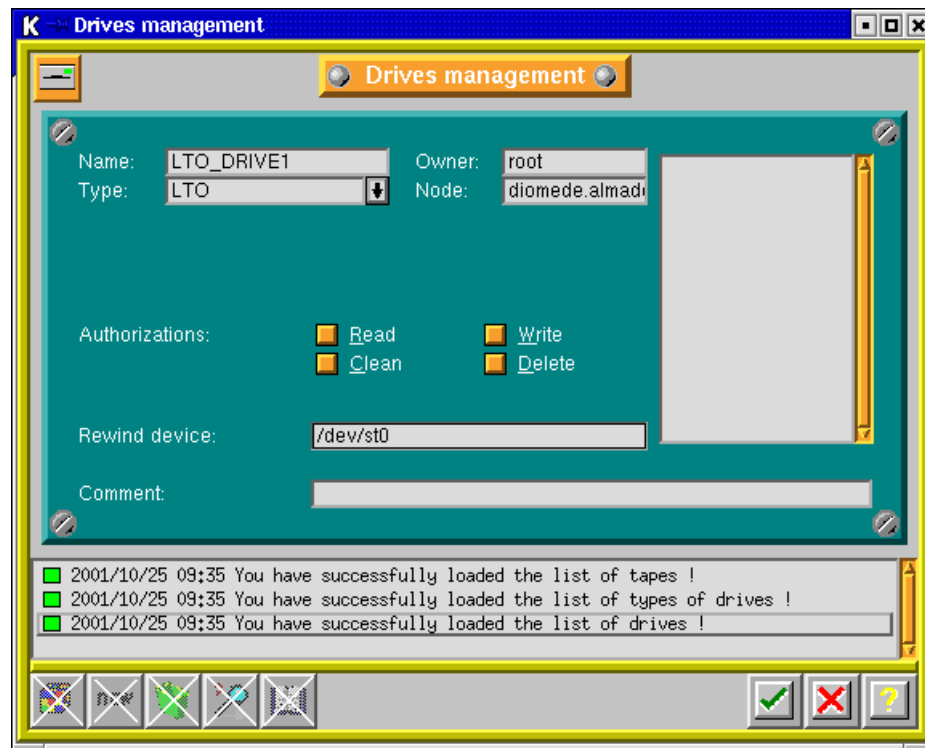 K Drives management
Drives management
Name: LTO_DRIVE1 Owner: root
Type: LTO Node: diomede.almad
Authorizations: Read Write
Clean Delete
Rewind device: /dev/st0
Comment:
2001/10/25 09:35 You have successfully loaded the list of tapes !
2001/10/25 09:35 You have successfully loaded the list of types of drives !
2001/10/25 09:35 You have successfully loaded the list of drives !
?